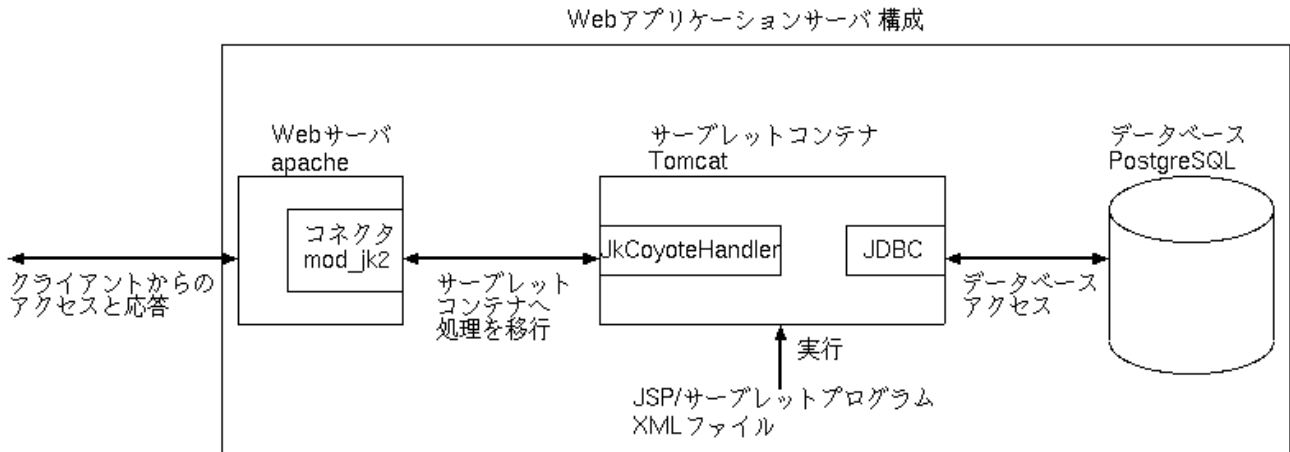 Webアプリケーションサーバ 構成
Webサーバ
apache
サーブレットコンテナ
Tomcat
データベース
PostgreSQL
コネクタ
mod_jk2
JkCoyoteHandler
JDBC
クライアントからの
アクセスと応答
サーブレット
コンテナへ
処理を移行
データベース
アクセス
実行
JSP/サーブレットプログラム
XMLファイル